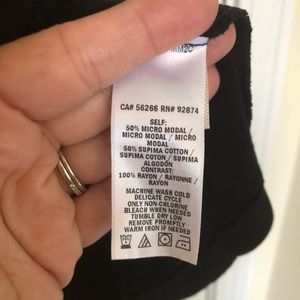 CA# 56266 RN# 92874
SELF:
50% MICRO MODAL /
MICRO MODAL / MICRO
MODAL
50% SUPIMA COTTON /
SUPIMA COTON / SUPIMA
ALGODÓN
CONTRAST:
100% RAYON / RAYONNE /
RAYON
MACHINE WASH COLD
DELICATE CYCLE
ONLY NON-CHLORINE
BLEACH WHEN NEEDED
TUMBLE DRY LOW
REMOVE PROMPTLY
WARM IRON IF NEEDED